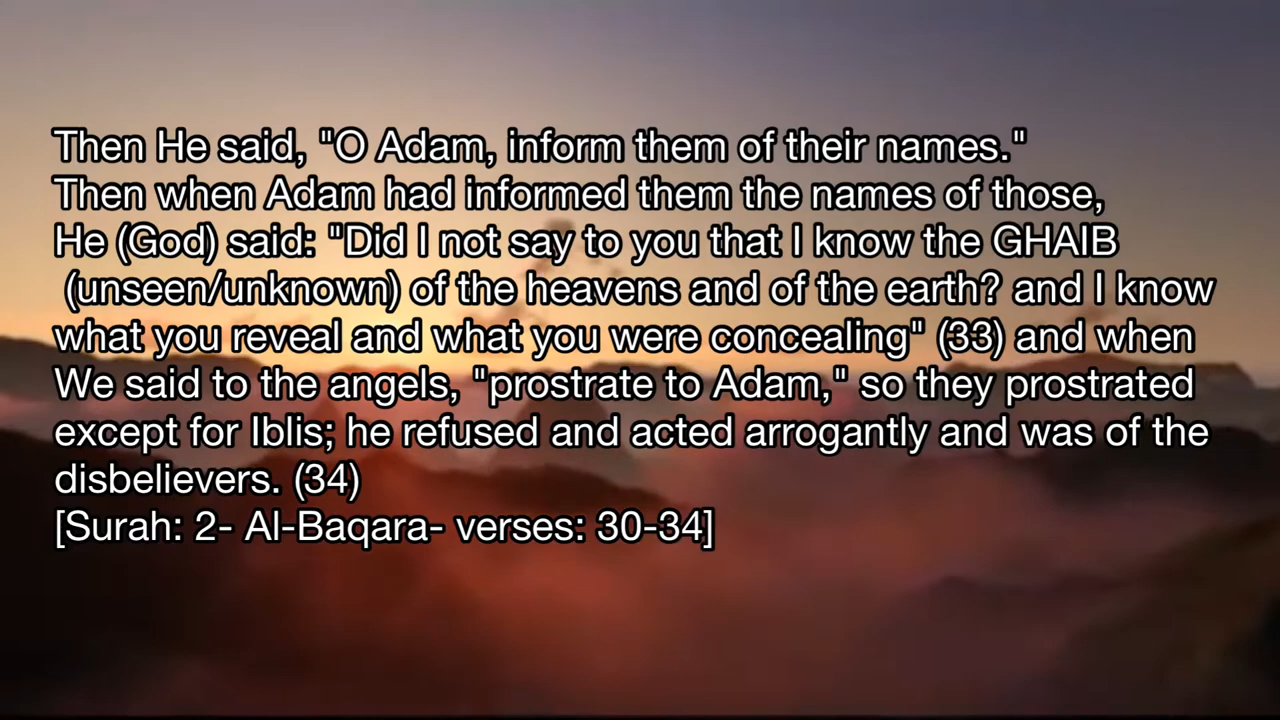 Then He said, "O Adam, inform them of their names."
Then when Adam had informed them the names of those,
He (God) said: "Did I not say to you that I know the GHAIB
(unseen/unknown) of the heavens and of the earth? and I know
what you reveal and what you were concealing" (33) and when
We said to the angels, "prostrate to Adam," so they prostrated
except for Iblis; he refused and acted arrogantly and was of the
disbelievers. (34)
[Surah: 2- Al-Baqara- verses: 30-34]